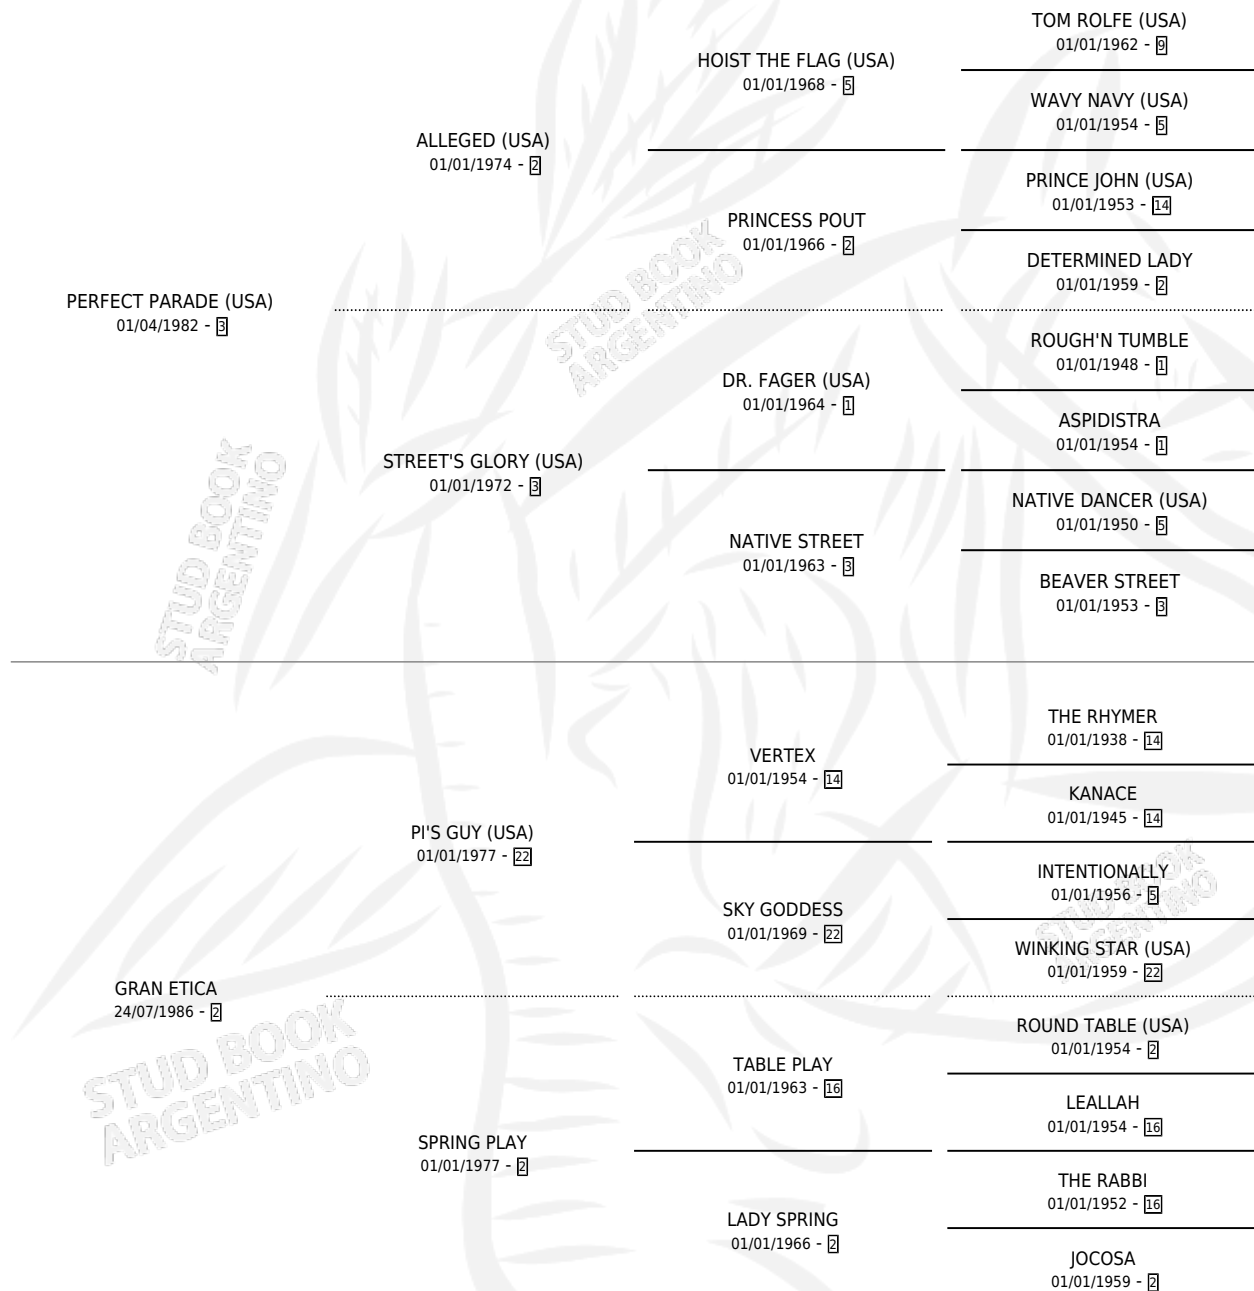 TOM ROLFE (USA)
01/01/1962 - 9
HOIST THE FLAG (USA)
01/01/1968 - 5
WAVY NAVY (USA)
01/01/1954 - 5
ALLEGED (USA)
01/01/1974 - 2
PRINCE JOHN (USA)
01/01/1953 - 14
PRINCESS POUT
01/01/1966 - 2
DETERMINED LADY
01/01/1959 - 2
PERFECT PARADE (USA)
01/04/1982 - 3
ROUGH'N TUMBLE
01/01/1948 - 1
DR. FAGER (USA)
01/01/1964 - 1
ASPIDISTRA
01/01/1954 - 1
STREET'S GLORY (USA)
01/01/1972 - 3
NATIVE DANCER (USA)
01/01/1950 - 5
NATIVE STREET
01/01/1963 - 3
BEAVER STREET
01/01/1953 - 3
THE RHYMER
01/01/1938 - 14
VERTEX
01/01/1954 - 14
KANACE
01/01/1945 - 14
PI'S GUY (USA)
01/01/1977 - 22
INTENTIONALLY
01/01/1956 - 5
SKY GODDESS
01/01/1969 - 22
WINKING STAR (USA)
01/01/1959 - 22
GRAN ETICA
24/07/1986 - 2
ROUND TABLE (USA)
01/01/1954 - 2
TABLE PLAY
01/01/1963 - 16
LEALLAH
01/01/1954 - 16
SPRING PLAY
01/01/1977 - 2
THE RABBI
01/01/1952 - 16
LADY SPRING
01/01/1966 - 2
JOCOSA
01/01/1959 - 2
STUD BOOK
ARGENTINO
STUD BOOK
ARGENTINO
STUD BOOK
ARGENTINO
STUD BOOK
ARGENTINO